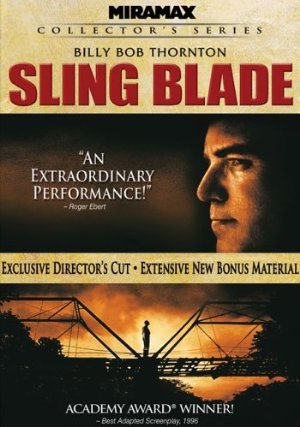 MIRAMAX
COLLECTOR'S SERIES
BILLY BOB THORNTON
SLING BLADE
"AN
EXTRAORDINARY
PERFORMANCE!"
– Roger Ebert
EXCLUSIVE DIRECTOR'S CUT • EXTENSIVE NEW BONUS MATERIAL
ACADEMY AWARD® WINNER!
– Best Adapted Screenplay, 1996